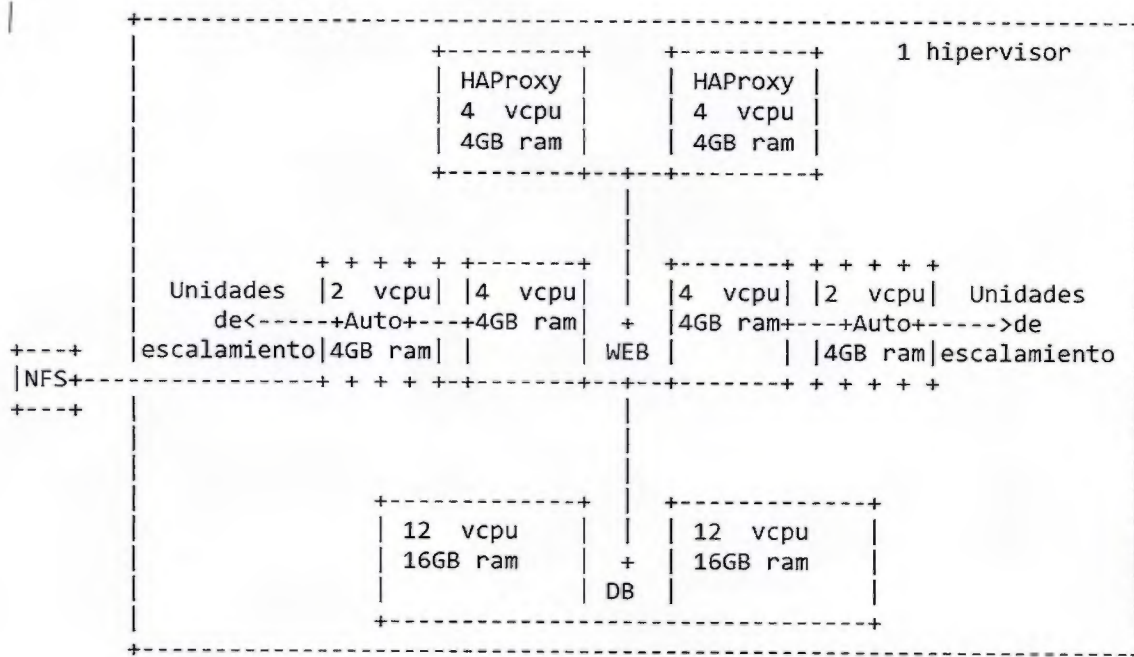 1 hipervisor
HAProxy HAProxy
4 vcpu 4 vcpu
4GB ram 4GB ram
Unidades 2 vcpu 4 vcpu 4 vcpu 2 vcpu Unidades
de<-----+Auto+----+4GB ram + 4GB ram+----+Auto+----->de
escalamiento 4GB ram WEB 4GB ram escalamiento
NFS
12 vcpu 12 vcpu
16GB ram + 16GB ram
DB